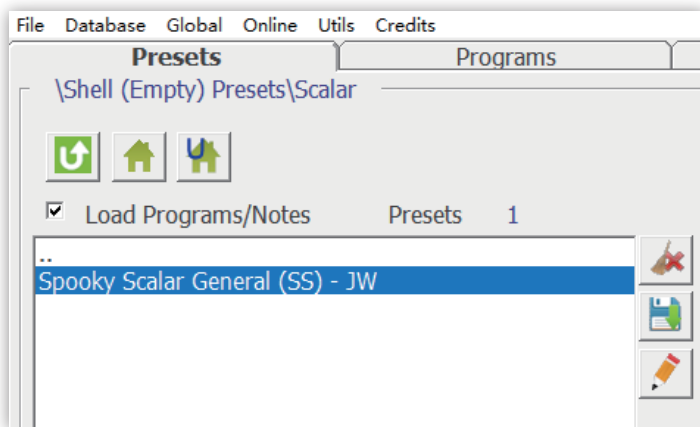 File Database Global Online Utils Credits
Presets Programs
\Shell (Empty) Presets\Scalar
U
Load Programs/Notes Presets 1
..
Spooky Scalar General (SS) - JW